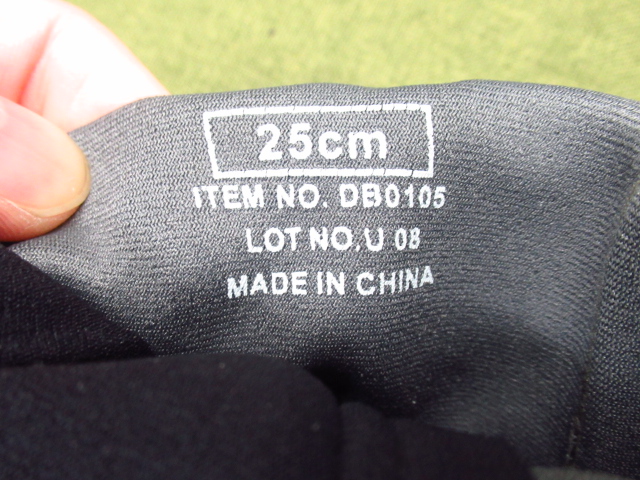 25cm
ITEM NO. DB0105
LOT NO. U 08
MADE IN CHINA